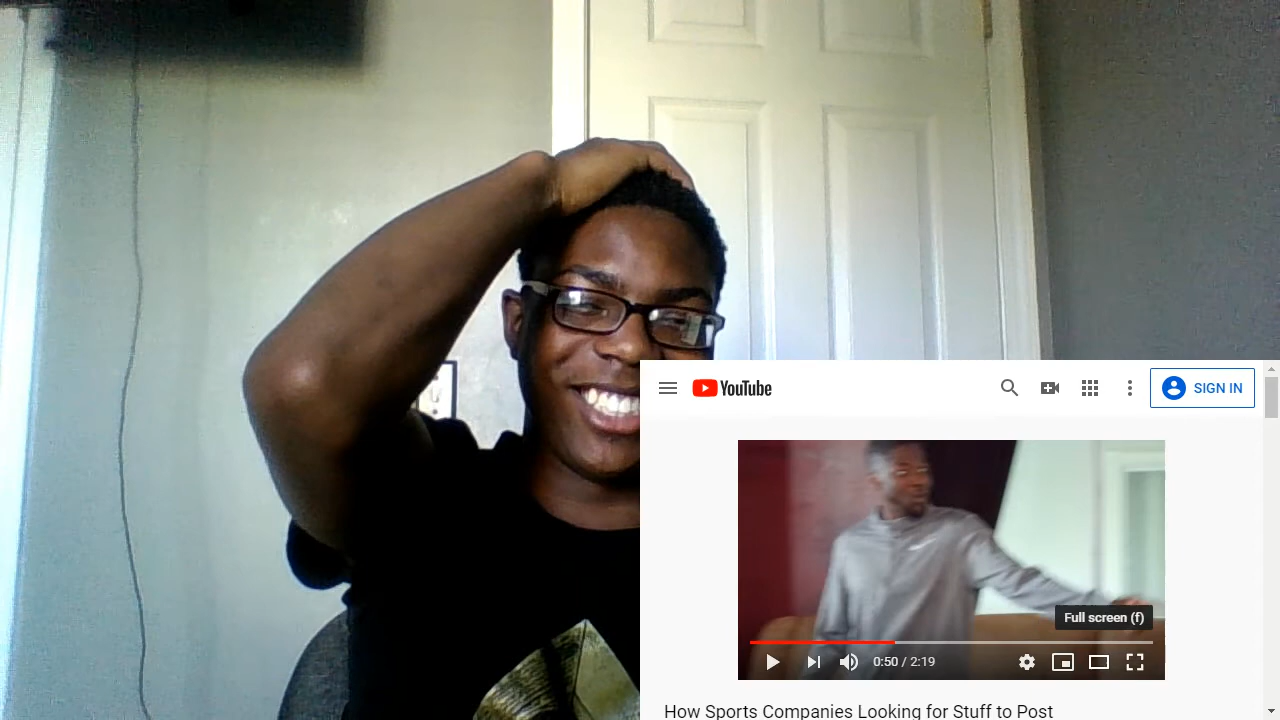 YouTube
SIGN IN
Full screen (f)
0:50 / 2:19
How Sports Companies Looking for Stuff to Post